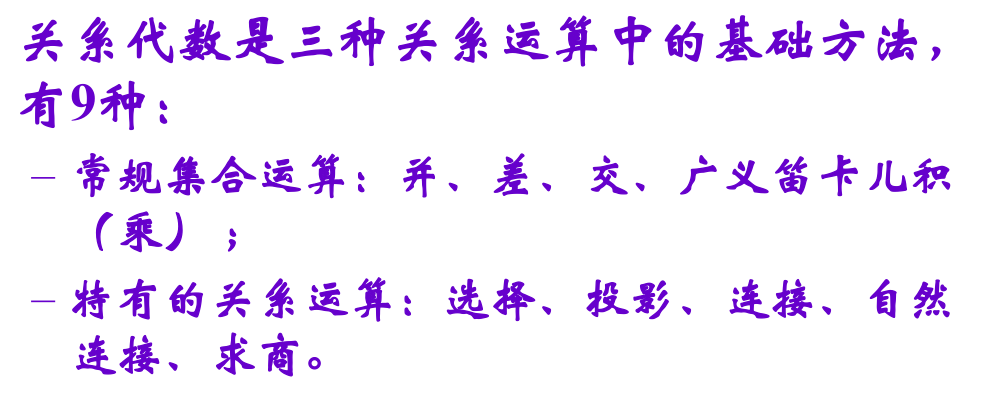 关系代数是三种关系运算中的基础方法，
有9种：
– 常规集合运算：并、差、交、广义笛卡儿积
（乘）；
– 特有的关系运算：选择、投影、连接、自然
连接、求商。